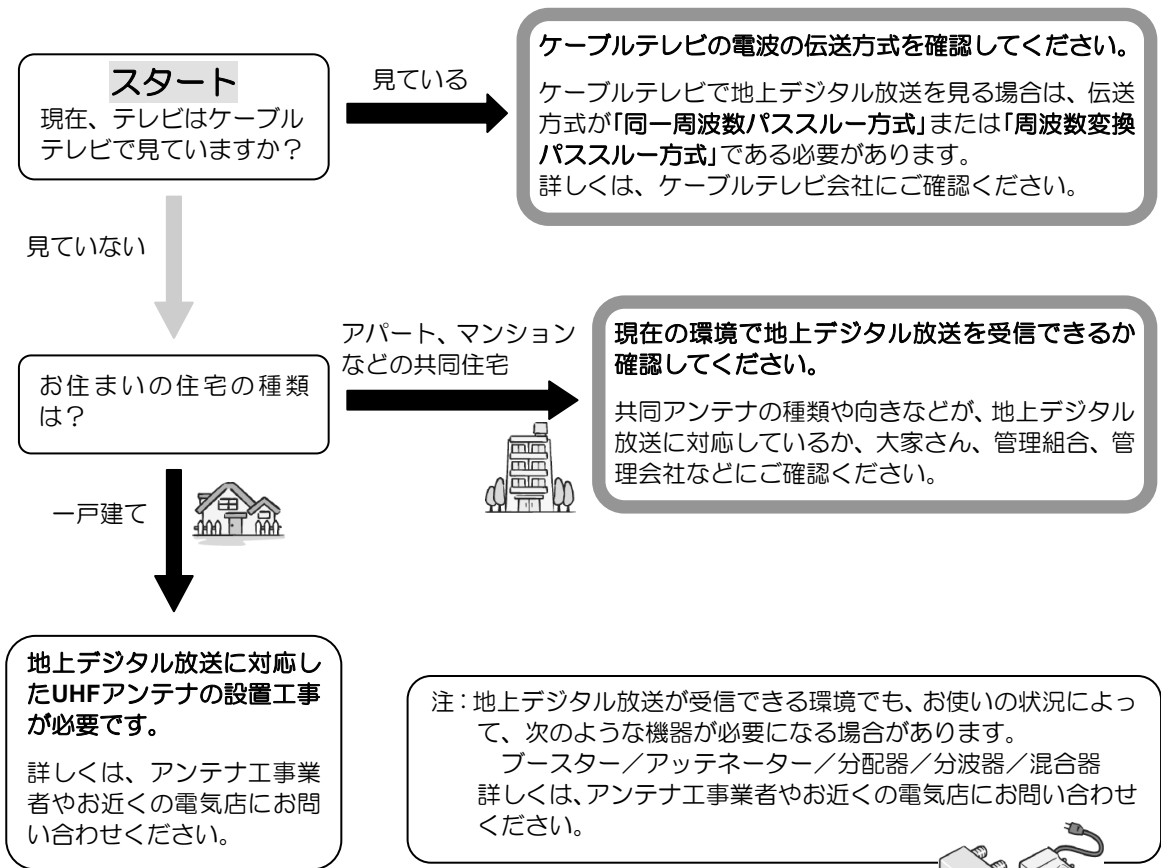 スタート
現在、テレビはケーブル
テレビで見ていますか？
見ている
ケーブルテレビの電波の伝送方式を確認してください。
ケーブルテレビで地上デジタル放送を見る場合は、伝送
方式が「同一周波数パススルー方式」または「周波数変換
パススルー方式」である必要があります。
詳しくは、ケーブルテレビ会社にご確認ください。
見ていない
お住まいの住宅の種類
は？
アパート、マンション
などの共同住宅
現在の環境で地上デジタル放送を受信できるか
確認してください。
共同アンテナの種類や向きなどが、地上デジタル
放送に対応しているか、大家さん、管理組合、管
理会社などにご確認ください。
一戸建て
地上デジタル放送に対応し
たUHFアンテナの設置工事
が必要です。
詳しくは、アンテナ工事業
者やお近くの電気店にお問
い合わせください。
注：地上デジタル放送が受信できる環境でも、お使いの状況によっ
て、次のような機器が必要になる場合があります。
ブースター／アッテネーター／分配器／分波器／混合器
詳しくは、アンテナ工事業者やお近くの電気店にお問い合わせ
ください。